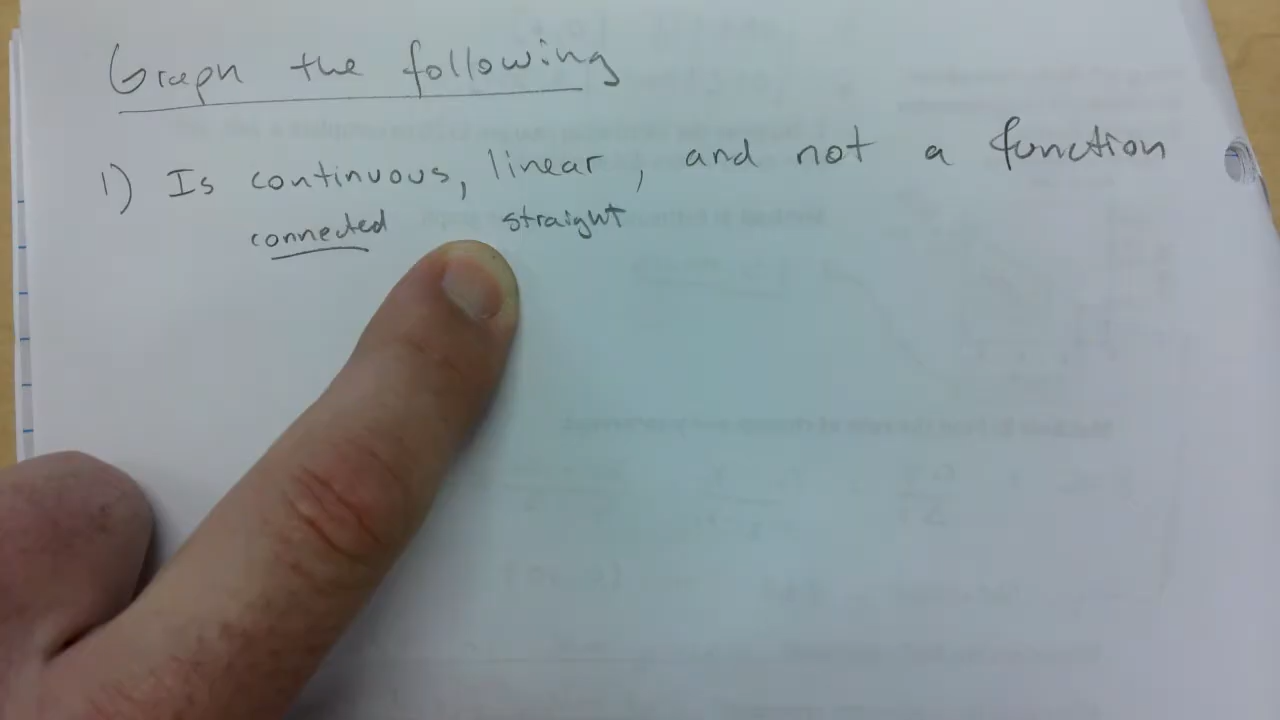 Graph the following
1) Is continuous, linear, and not a function
connected straight